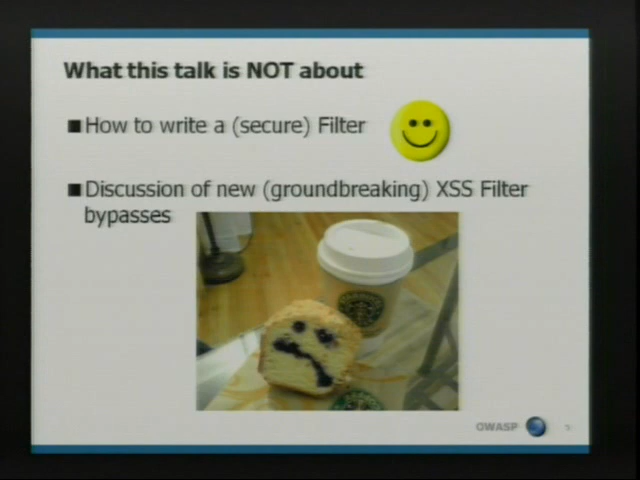 What this talk is NOT about
■ How to write a (secure) Filter
■ Discussion of new (groundbreaking) XSS Filter
bypasses
OWASP
5